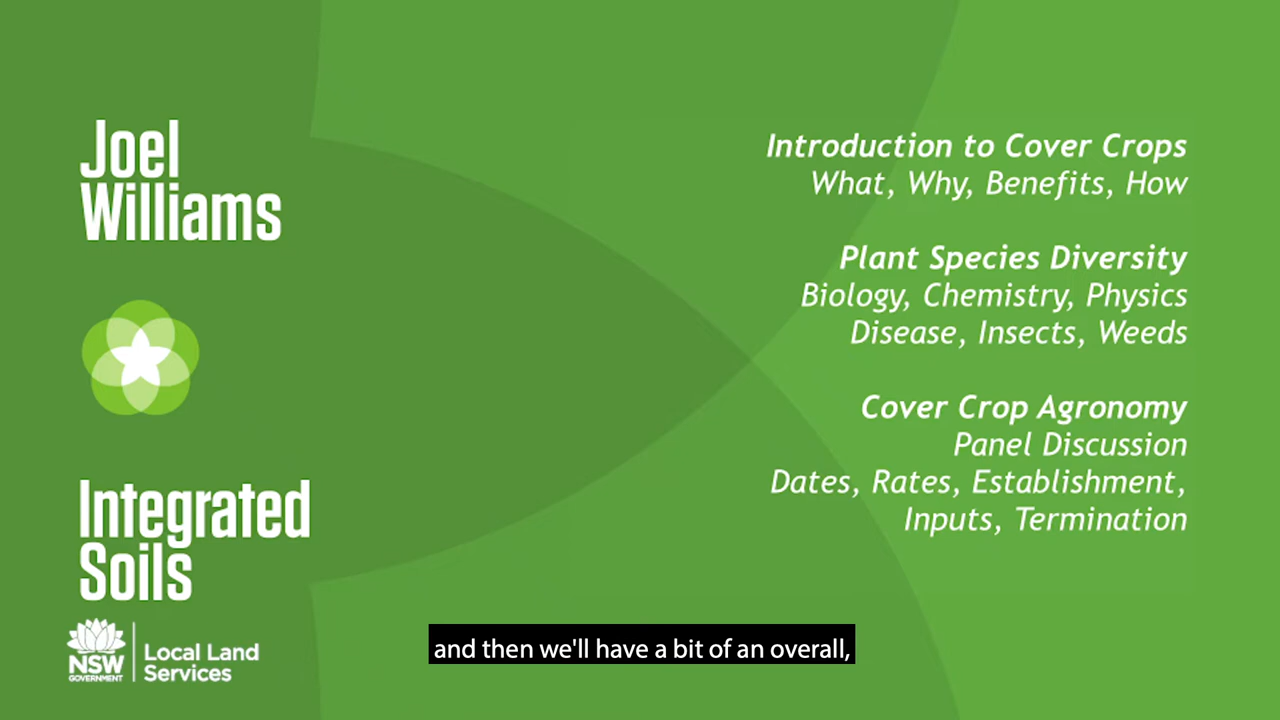 Joel
Williams
Integrated
Soils
NSW
GOVERNMENT
Local Land
Services
Introduction to Cover Crops
What, Why, Benefits, How
Plant Species Diversity
Biology, Chemistry, Physics
Disease, Insects, Weeds
Cover Crop Agronomy
Panel Discussion
Dates, Rates, Establishment,
Inputs, Termination
and then we'll have a bit of an overall,